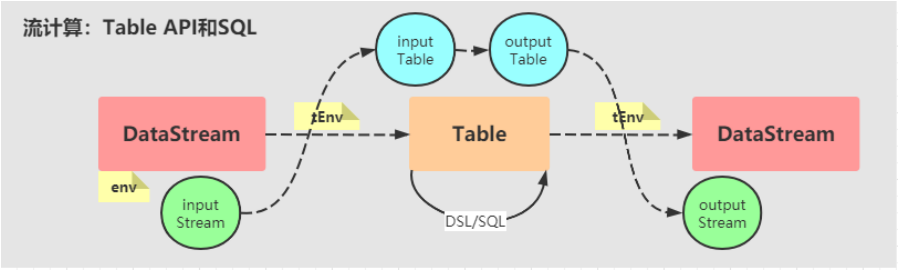 流计算：Table API和SQL
input
Table
output
Table
DataStream
tEnv
Table
tEnv
DataStream
env
input
Stream
DSL/SQL
output
Stream